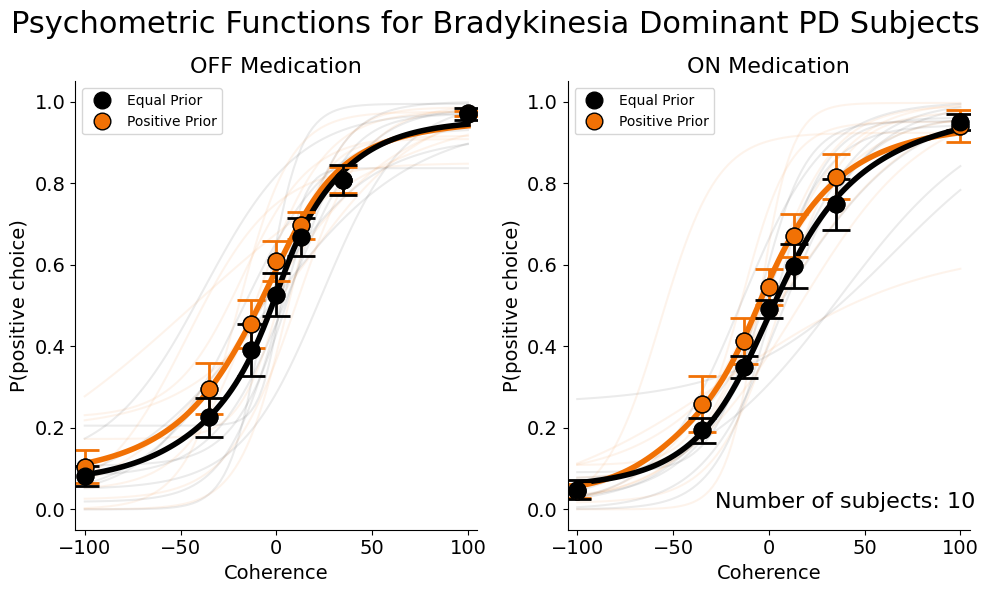 Psychometric Functions for Bradykinesia Dominant PD Subjects
OFF Medication
Equal Prior
Positive Prior
P(positive choice)
1.0
0.8
0.6
0.4
0.2
0.0
−100
−50
0
50
100
Coherence
ON Medication
Equal Prior
Positive Prior
P(positive choice)
1.0
0.8
0.6
0.4
0.2
0.0
Number of subjects: 10
−100
−50
0
50
100
Coherence